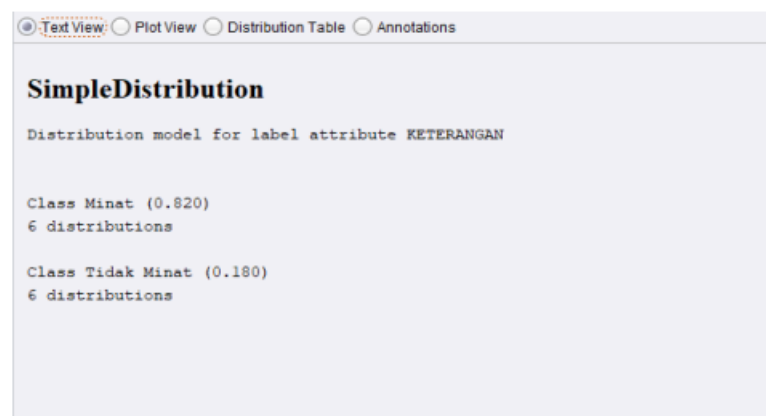 Text View Plot View Distribution Table Annotations
SimpleDistribution
Distribution model for label attribute KETERANGAN
Class Minat (0.820)
6 distributions
Class Tidak Minat (0.180)
6 distributions